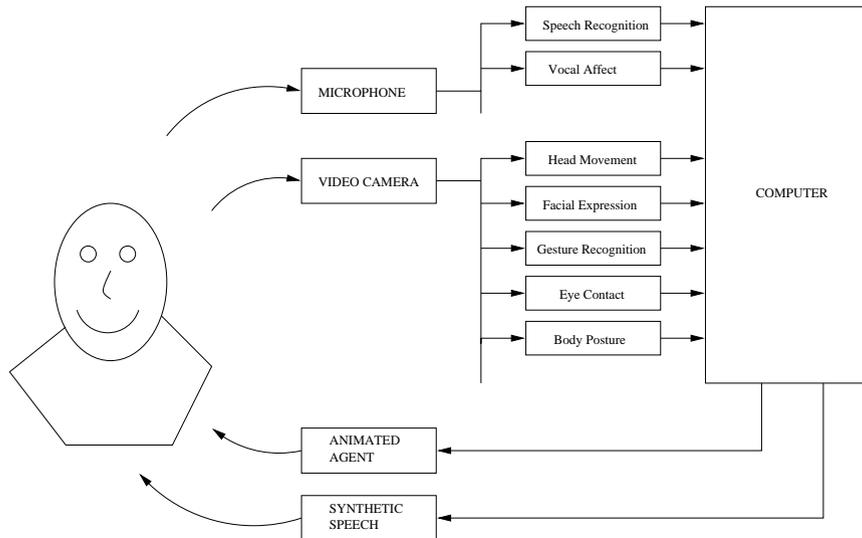 Speech Recognition
Vocal Affect
MICROPHONE
Head Movement
VIDEO CAMERA
COMPUTER
Facial Expression
Gesture Recognition
Eye Contact
Body Posture
ANIMATED
AGENT
SYNTHETIC
SPEECH